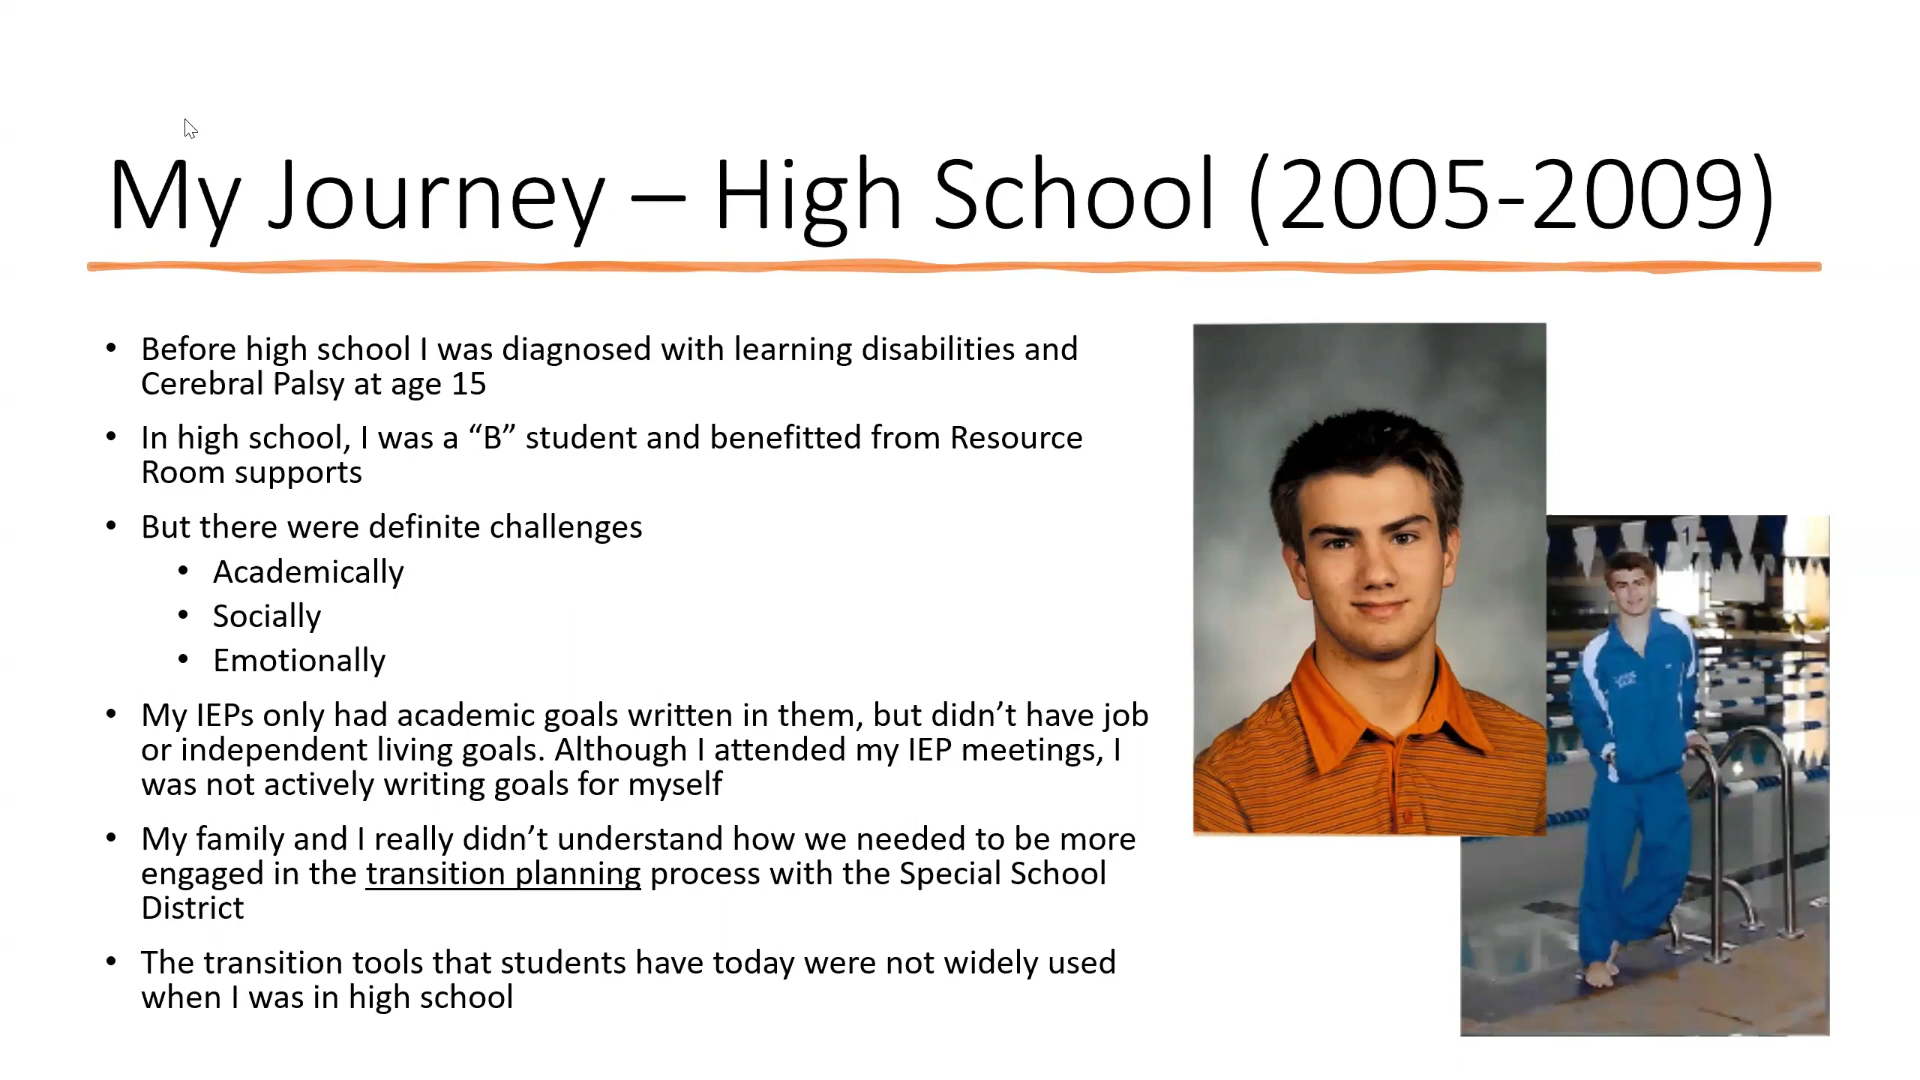 My Journey – High School (2005-2009)
• Before high school I was diagnosed with learning disabilities and
Cerebral Palsy at age 15
• In high school, I was a “B” student and benefitted from Resource
Room supports
• But there were definite challenges
• Academically
• Socially
• Emotionally
• My IEPs only had academic goals written in them, but didn’t have job
or independent living goals. Although I attended my IEP meetings, I
was not actively writing goals for myself
• My family and I really didn’t understand how we needed to be more
engaged in the transition planning process with the Special School
District
• The transition tools that students have today were not widely used
when I was in high school